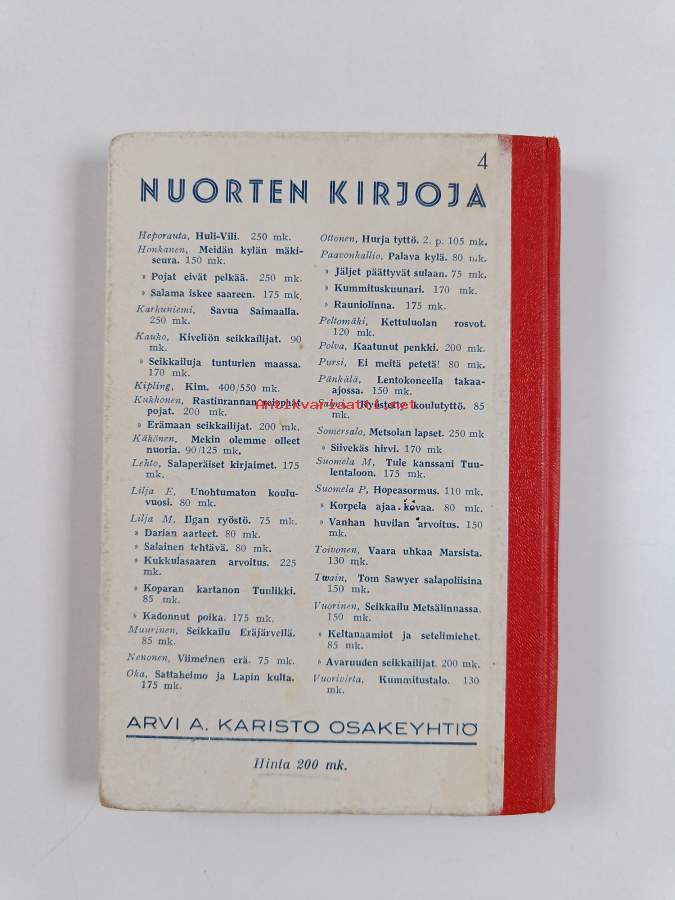 4
NUORTEN KIRJOJA
Heporauta, Huli-Vili. 250 mk.
Honkanen, Meidän kylän mäki-
seura. 150 mk.
» Pojat eivät pelkää. 250 mk.
» Salama iskee saareen. 175 mk.
Karhuniemi, Savua Saimaalla.
250 mk.
Kauko, Kiveliön seikkailijat. 90
mk.
» Seikkailuja tunturien maassa.
170 mk.
Kipling, Kim. 400/550 mk.
Kukkonen, Rastinrannan reippaat
pojat. 200 mk.
» Erämaan seikkailijat. 200 mk.
Kähönen, Mekin olemme olleet
nuoria. 90/125 mk.
Lehto, Salaperäiset kirjaimet. 175
mk.
Lilja E, Unohtumaton koulu-
vuosi. 80 mk.
Lilja M, Ilgan ryöstö. 75 mk.
» Darian aarteet. 80 mk.
» Salainen tehtävä. 80 mk.
» Kukkulasaaren arvoitus. 225
mk.
» Koparan kartanon Tuulikki.
85 mk.
» Kadonnut poika. 175 mk.
Muurinen, Seikkailu Eräjärvellä.
85 mk.
Nenonen, Viimeinen erä. 75 mk.
Oka, Sattaheimo ja Lapin kulta.
175 mk.
Ottonen, Hurja tyttö. 2. p. 105 mk.
Paavonkallio, Palava kylä. 80 mk.
» Jäljet päättyvät sulaan. 75 mk.
» Kummituskuunari. 170 mk.
» Rauniolinna. 175 mk.
Peltomäki, Kettuluolan rosvot.
120 mk.
Polva, Kaatunut penkki. 200 mk.
Pursi, Ei meitä petetä! 80 mk.
Pänkälä, Lentokoneella takaa-
ajossa. 150 mk.
Ryöstetty koulutyttö. 85
mk.
Somersalo, Metsolan lapset. 250 mk
» Siivekäs hirvi. 170 mk
Suomela M, Tule kanssani Tuu-
lentaloon. 175 mk.
Suomela P, Hopeasormus. 110 mk.
» Korpela ajaa kovaa. 80 mk.
» Vanhan huvilan arvoitus. 150
mk.
Toivonen, Vaara uhkaa Marsista.
130 mk.
Twain, Tom Sawyer salapoliisina
150 mk.
Vuorinen, Seikkailu Metsälinnassa.
150 mk.
» Keltanaamiot ja setelimiehet.
85 mk.
» Avaruuden seikkailijat. 200 mk.
Vuorivirta, Kummitustalo. 130
mk.
Antikvariaatti.net
ARVI A. KARISTO OSAKEYHTIÖ
Hinta 200 mk.